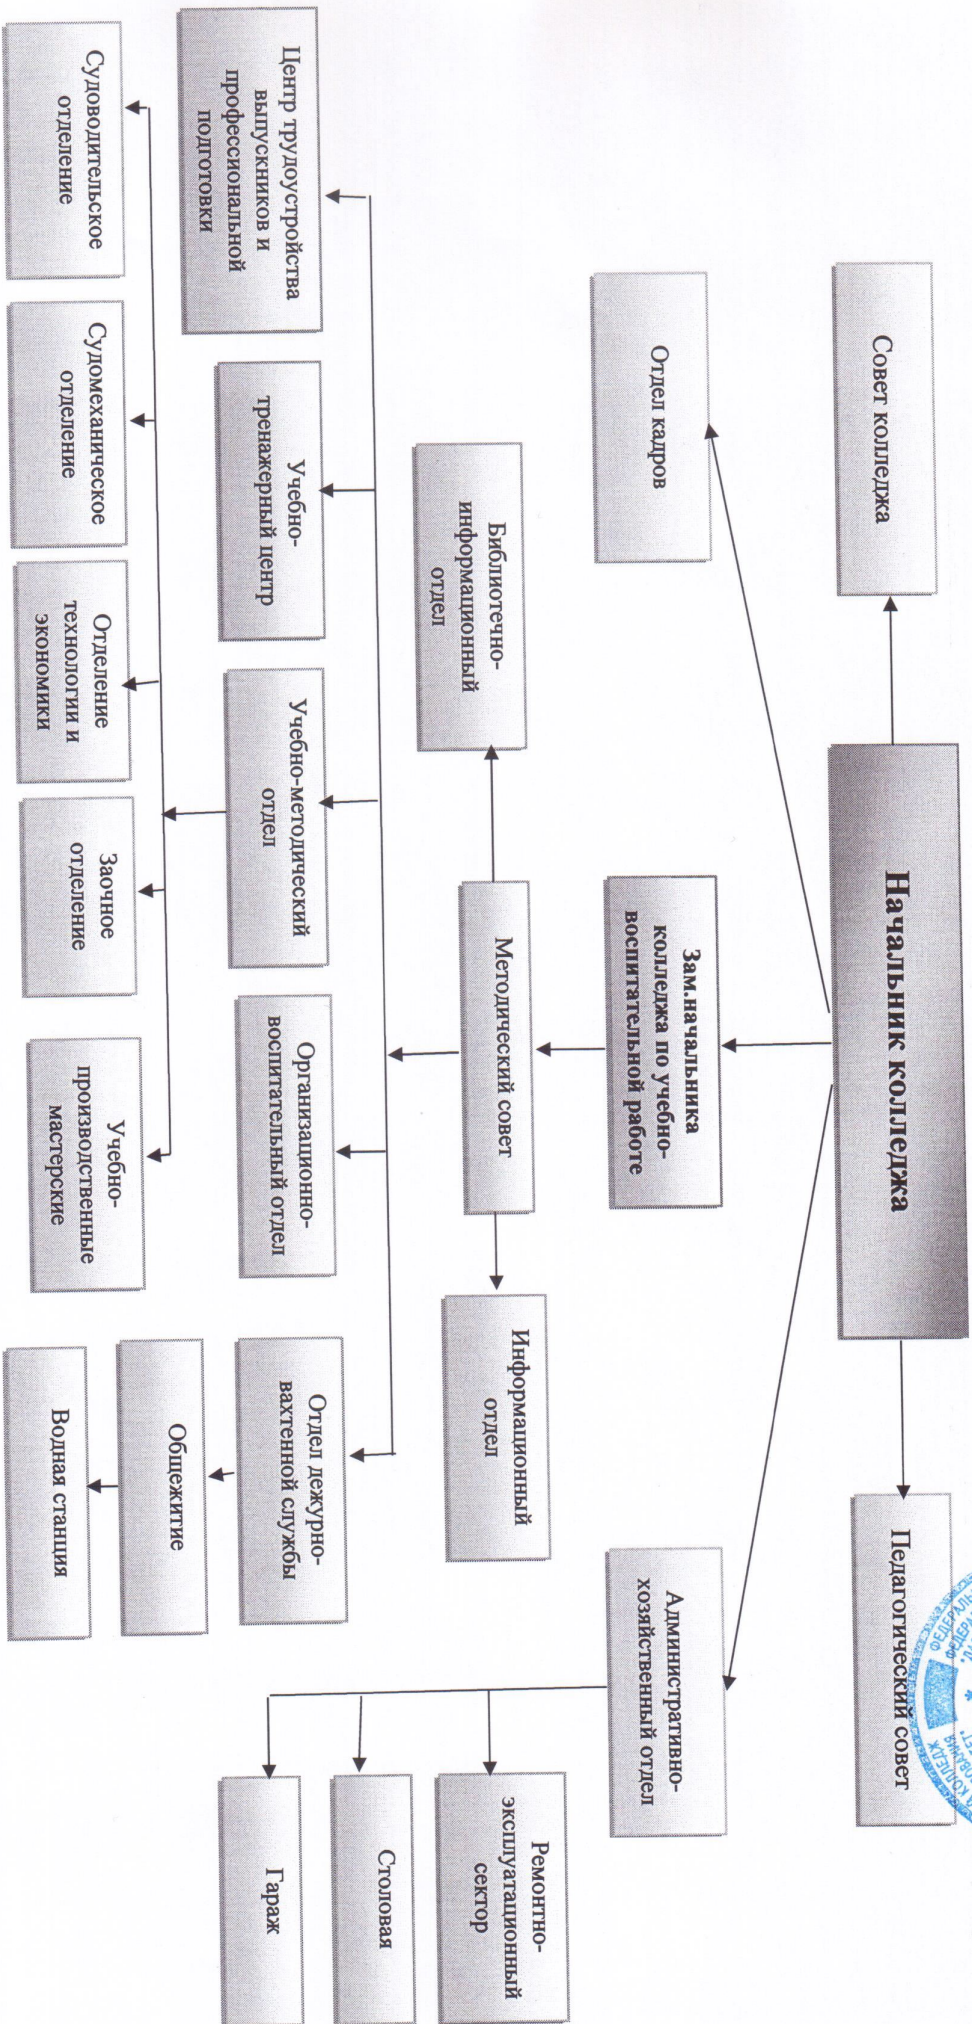 Начальник колледжа
Совет колледжа
Педагогический совет
Отдел кадров
Зам.начальника
колледжа по учебно-
воспитательной работе
Административно-
хозяйственный отдел
Библиотечно-
информационный
отдел
Методический совет
Информационный
отдел
Ремонтно-
эксплуатационный
сектор
Столовая
Гараж
Центр трудоустройства
выпускников и
профессиональной
подготовки
Учебно-
тренажерный центр
Учебно-методический
отдел
Организационно-
воспитательный отдел
Отдел дежурно-
вахтенной службы
Общежитие
Водная станция
Судоводительское
отделение
Судомеханическое
отделение
Отделение
технологии и
экономики
Заочное
отделение
Учебно-
производственные
мастерские
КОЛЛЕДЖ